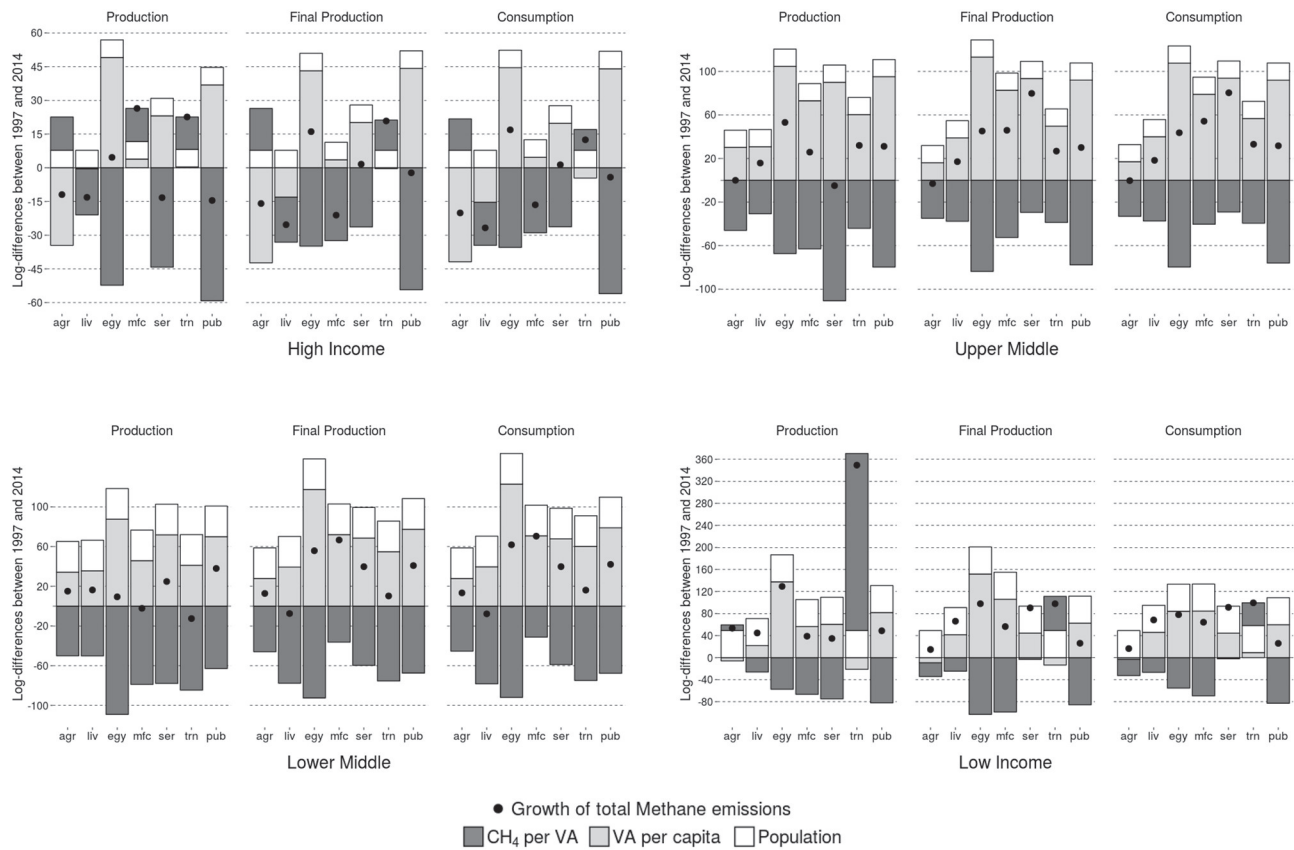 Production Final Production Consumption
Log-differences between 1997 and 2014
60
45
30
15
0
-15
-30
-45
-60
agr liv egy mfc ser trn pub agr liv egy mfc ser trn pub agr liv egy mfc ser trn pub
High Income
Production Final Production Consumption
Log-differences between 1997 and 2014
100
60
20
-20
-60
-100
agr liv egy mfc ser trn pub agr liv egy mfc ser trn pub agr liv egy mfc ser trn pub
Upper Middle
Production Final Production Consumption
Log-differences between 1997 and 2014
100
60
20
-20
-60
-100
agr liv egy mfc ser trn pub agr liv egy mfc ser trn pub agr liv egy mfc ser trn pub
Lower Middle
Production Final Production Consumption
Log-differences between 1997 and 2014
360
320
280
240
200
160
120
80
40
0
-40
-80
agr liv egy mfc ser trn pub agr liv egy mfc ser trn pub agr liv egy mfc ser trn pub
Low Income
Growth of total Methane emissions
CH₄ per VA VA per capita Population